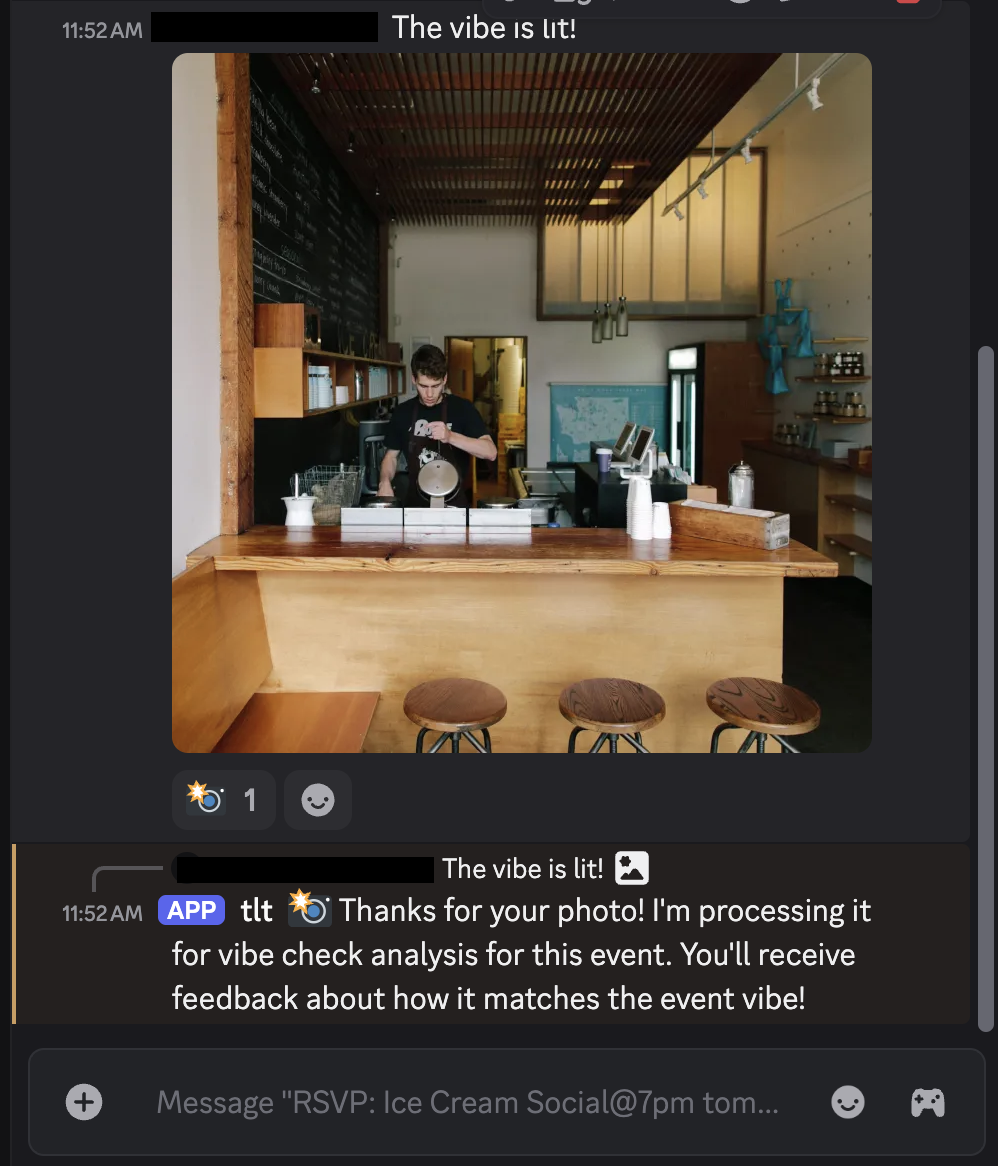 11:52 AM The vibe is lit!
1
The vibe is lit!
11:52 AM APP tlt Thanks for your photo! I'm processing it
for vibe check analysis for this event. You'll receive
feedback about how it matches the event vibe!
Message "RSVP: Ice Cream Social@7pm tom...